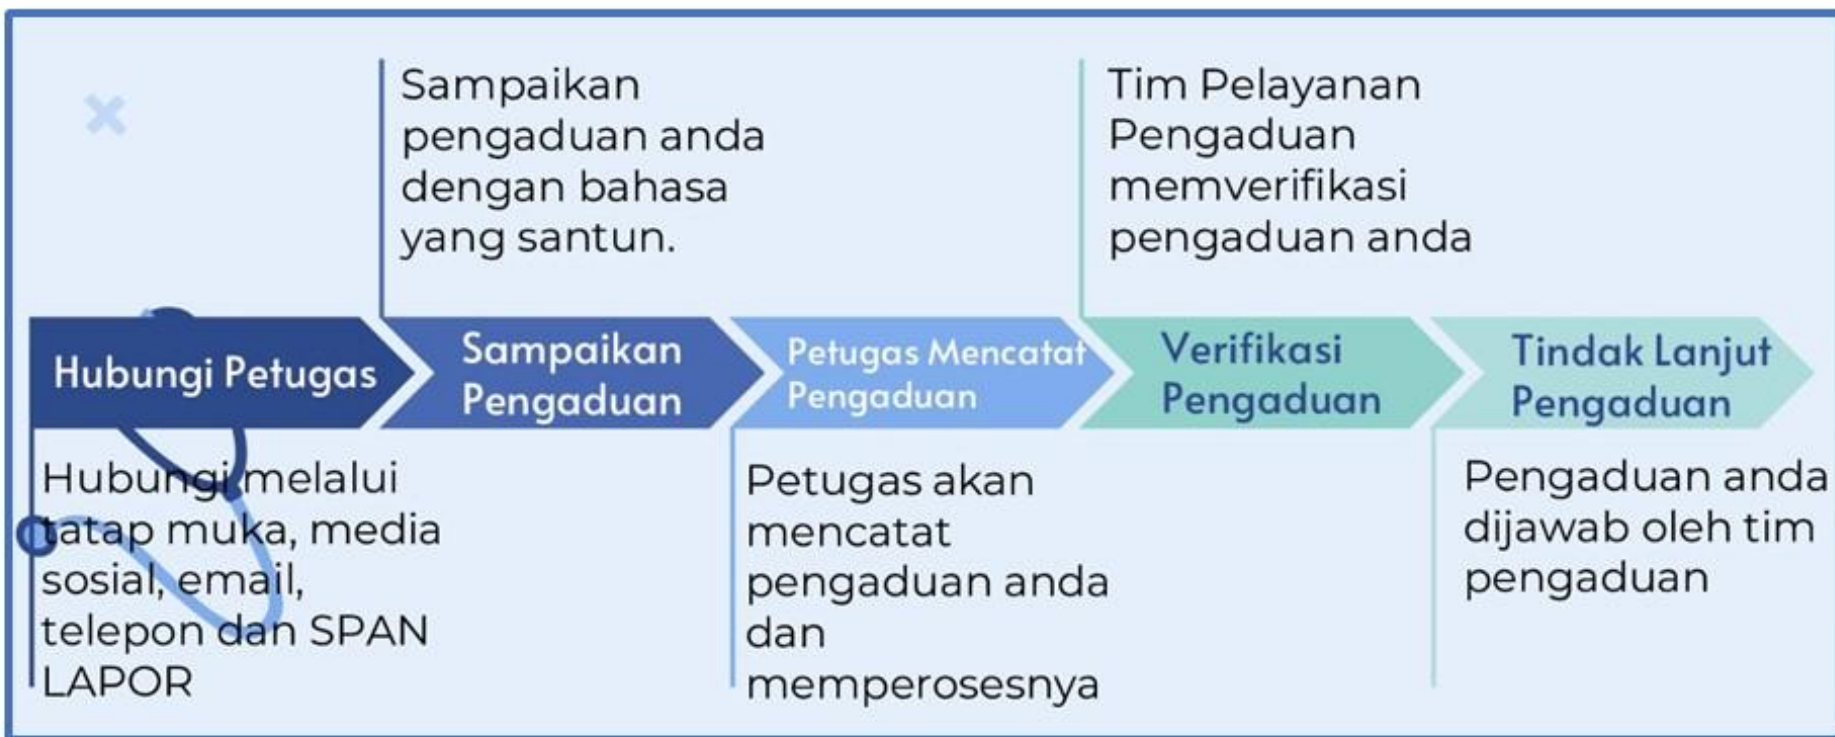 Hubungi Petugas
Hubungi melalui
tatap muka, media
sosial, email,
telepon dan SPAN
LAPOR
Sampaikan
pengaduan anda
dengan bahasa
yang santun.
Sampaikan
Pengaduan
Petugas Mencatat
Pengaduan
Petugas akan
mencatat
pengaduan anda
dan
memperosesnya
Tim Pelayanan
Pengaduan
memverifikasi
pengaduan anda
Verifikasi
Pengaduan
Tindak Lanjut
Pengaduan
Pengaduan anda
dijawab oleh tim
pengaduan